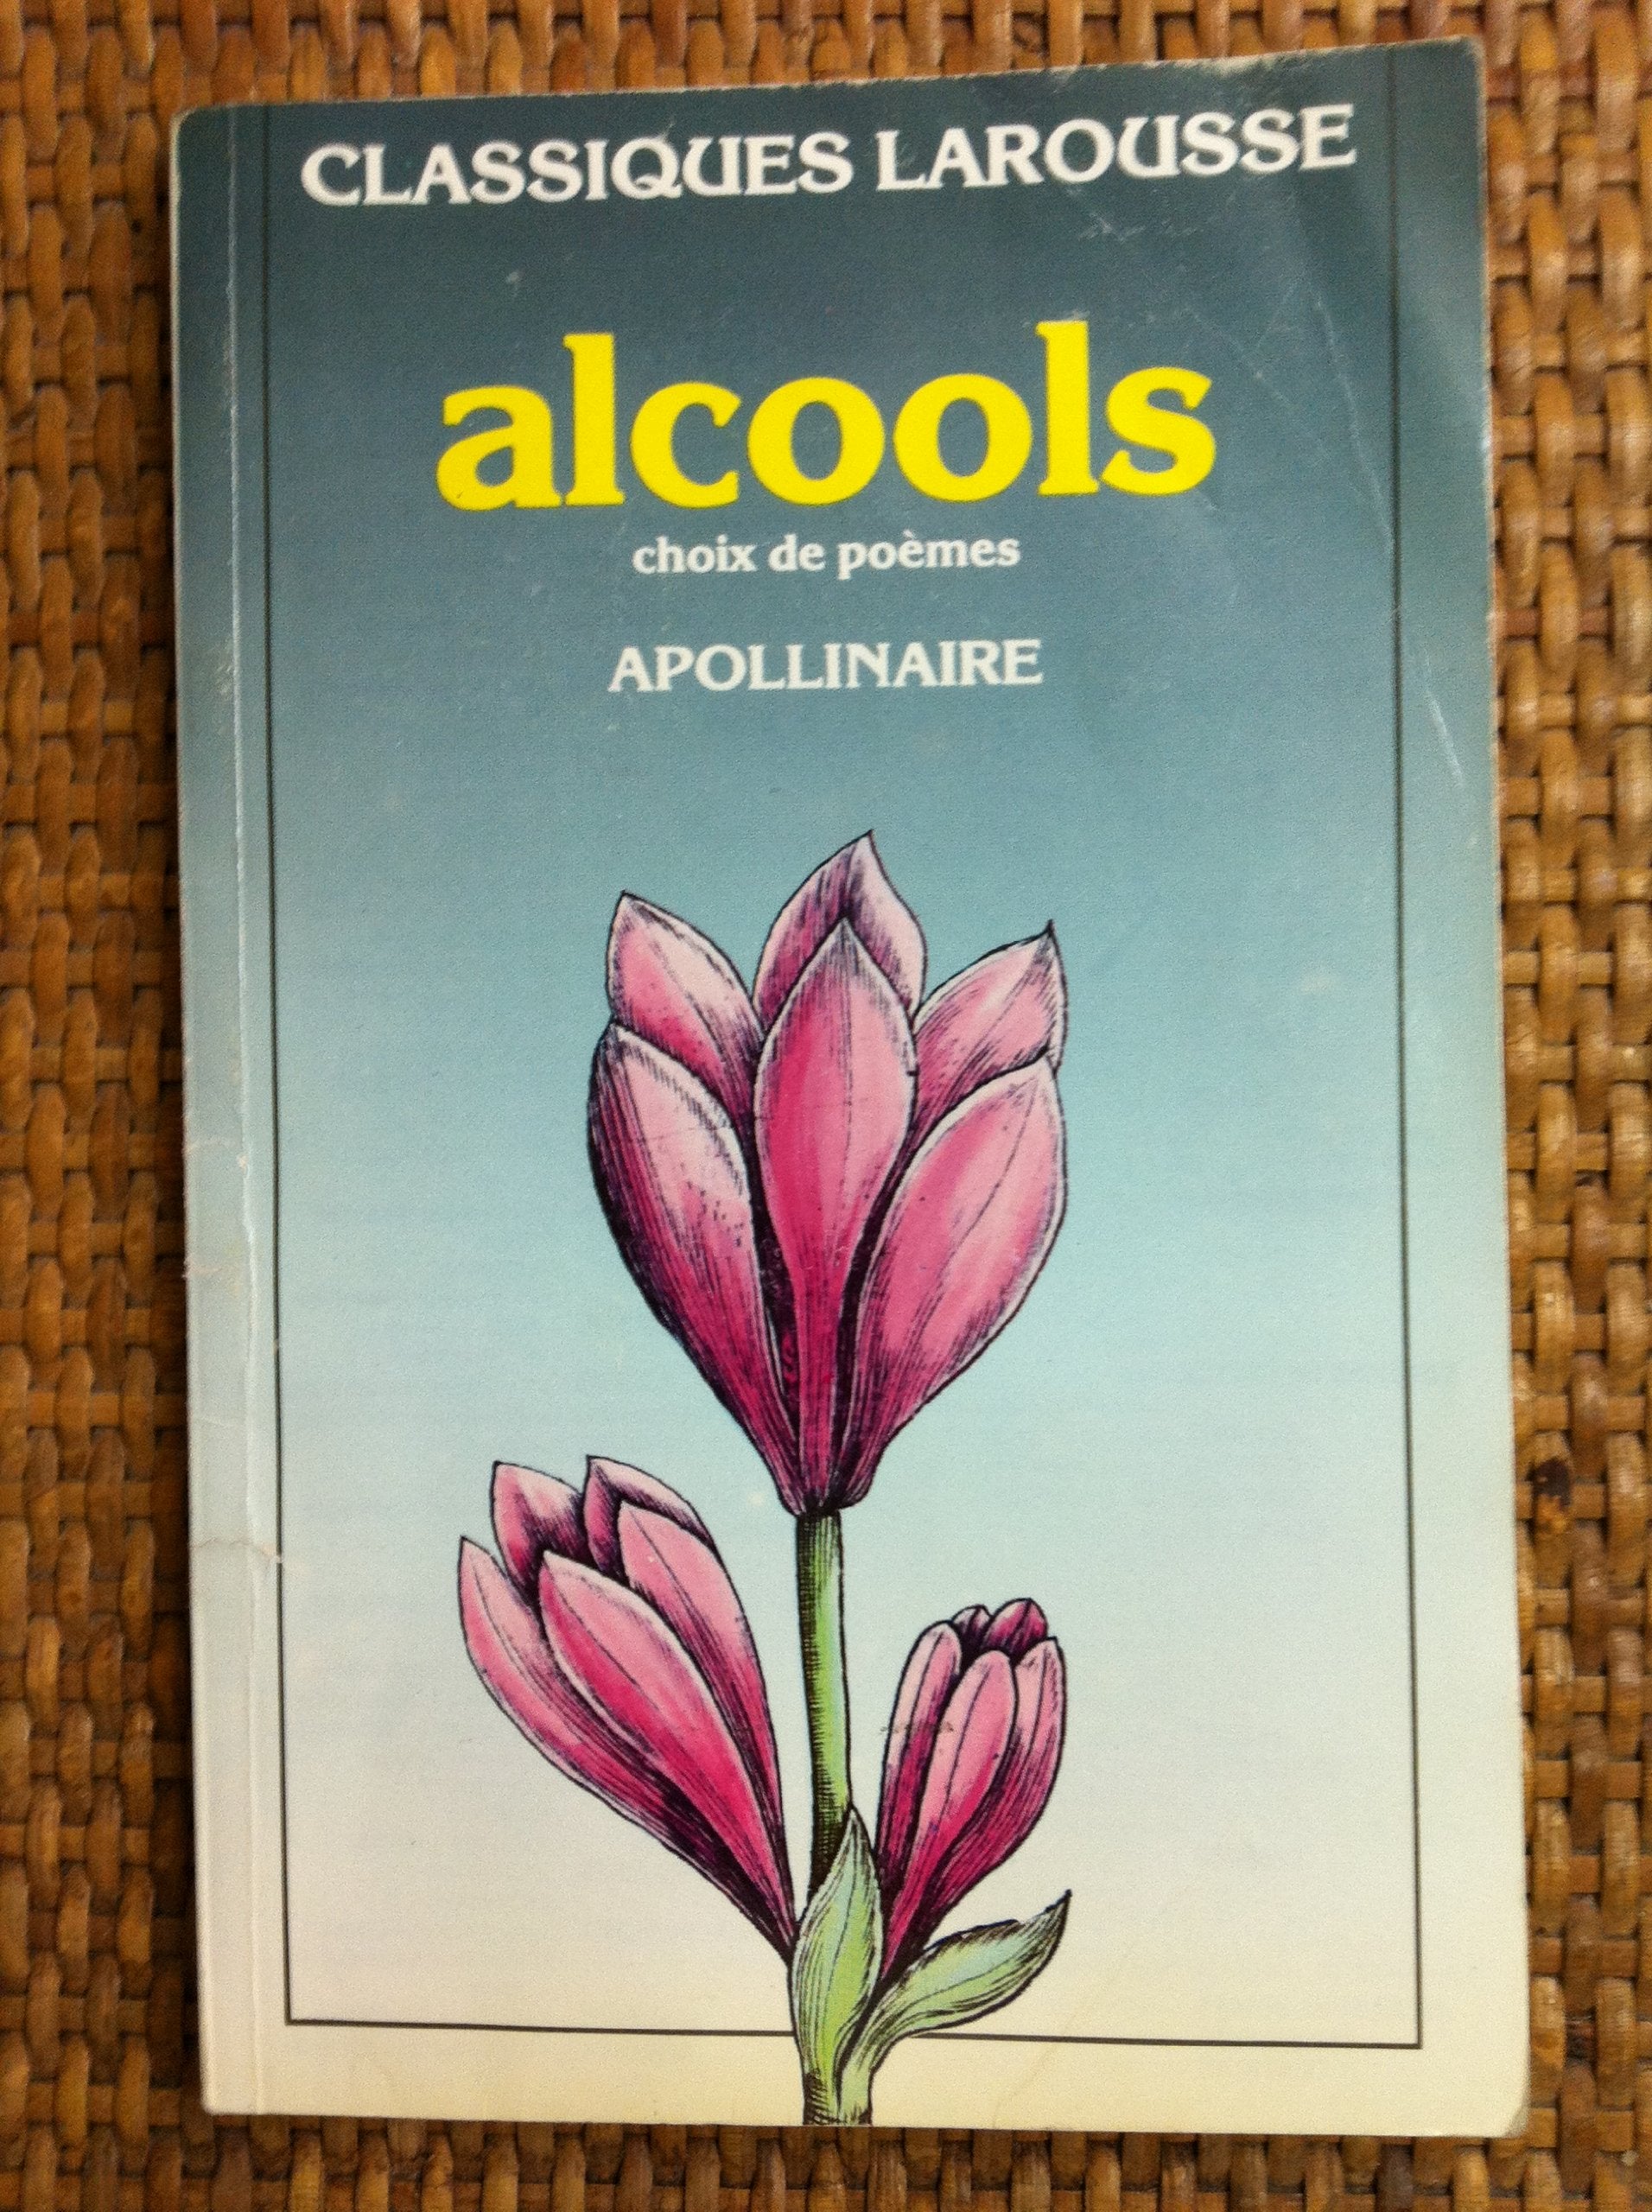 CLASSIQUES LAROUSSE
alcools
choix de poèmes
APOLLINAIRE